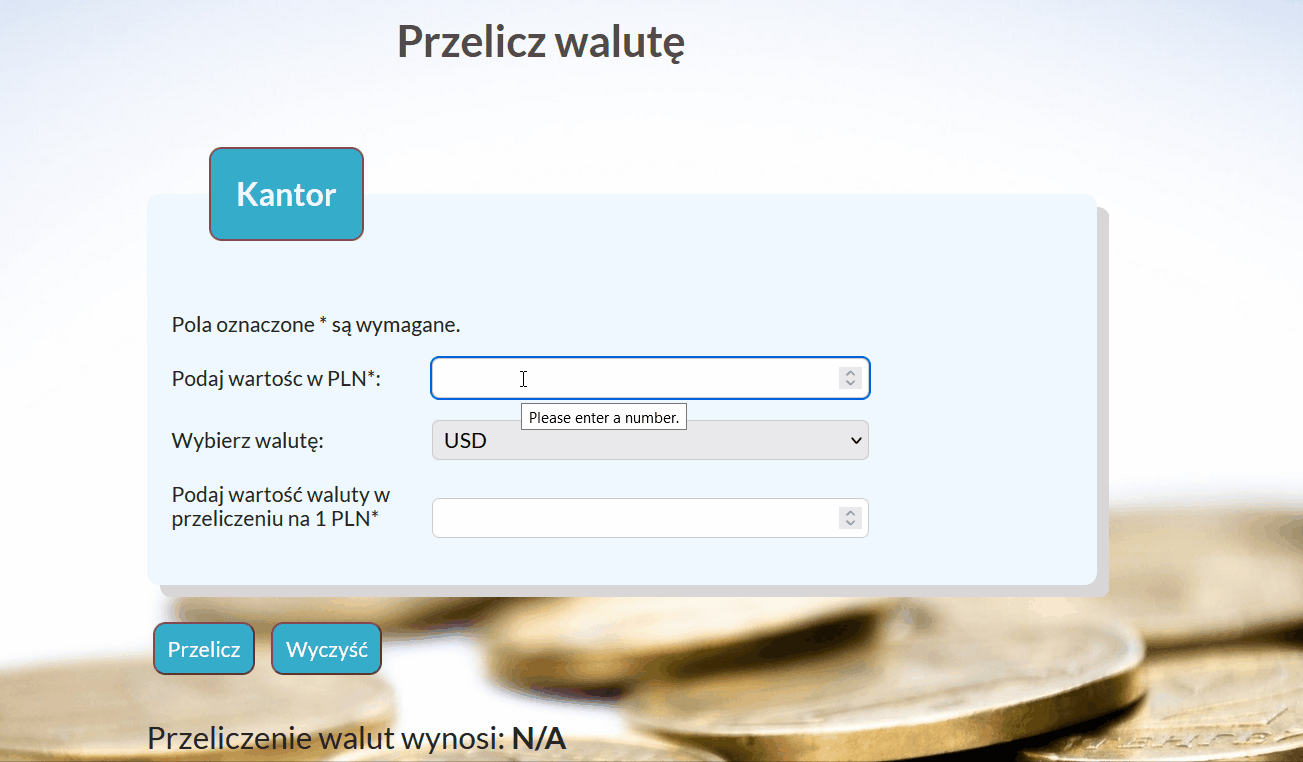 Przelicz walutę
Kantor
Pola oznaczone * są wymagane.
Podaj wartośc w PLN*:
Please enter a number.
Wybierz walutę:
USD
Podaj wartość waluty w
przeliczeniu na 1 PLN*
Przelicz
Wyczyść
Przeliczenie walut wynosi: N/A